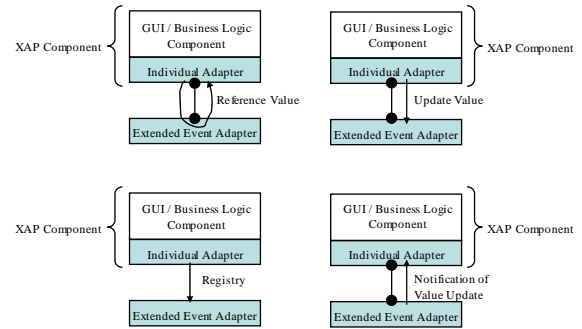 GUI / Business Logic
Component
XAP Component
Individual Adapter
Reference Value
Extended Event Adapter
GUI / Business Logic
Component
XAP Component
Individual Adapter
Update Value
Extended Event Adapter
GUI / Business Logic
Component
XAP Component
Individual Adapter
Registry
Extended Event Adapter
GUI / Business Logic
Component
XAP Component
Individual Adapter
Notification of
Value Update
Extended Event Adapter